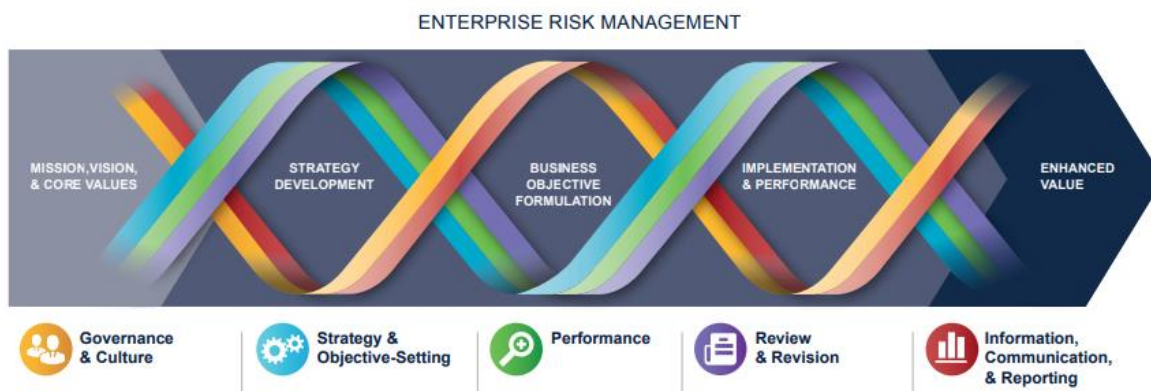 ENTERPRISE RISK MANAGEMENT
MISSION,VISION,
& CORE VALUES
STRATEGY
DEVELOPMENT
BUSINESS
OBJECTIVE
FORMULATION
IMPLEMENTATION
& PERFORMANCE
ENHANCED
VALUE
Governance
& Culture
Strategy &
Objective-Setting
Performance
Review
& Revision
Information,
Communication,
& Reporting